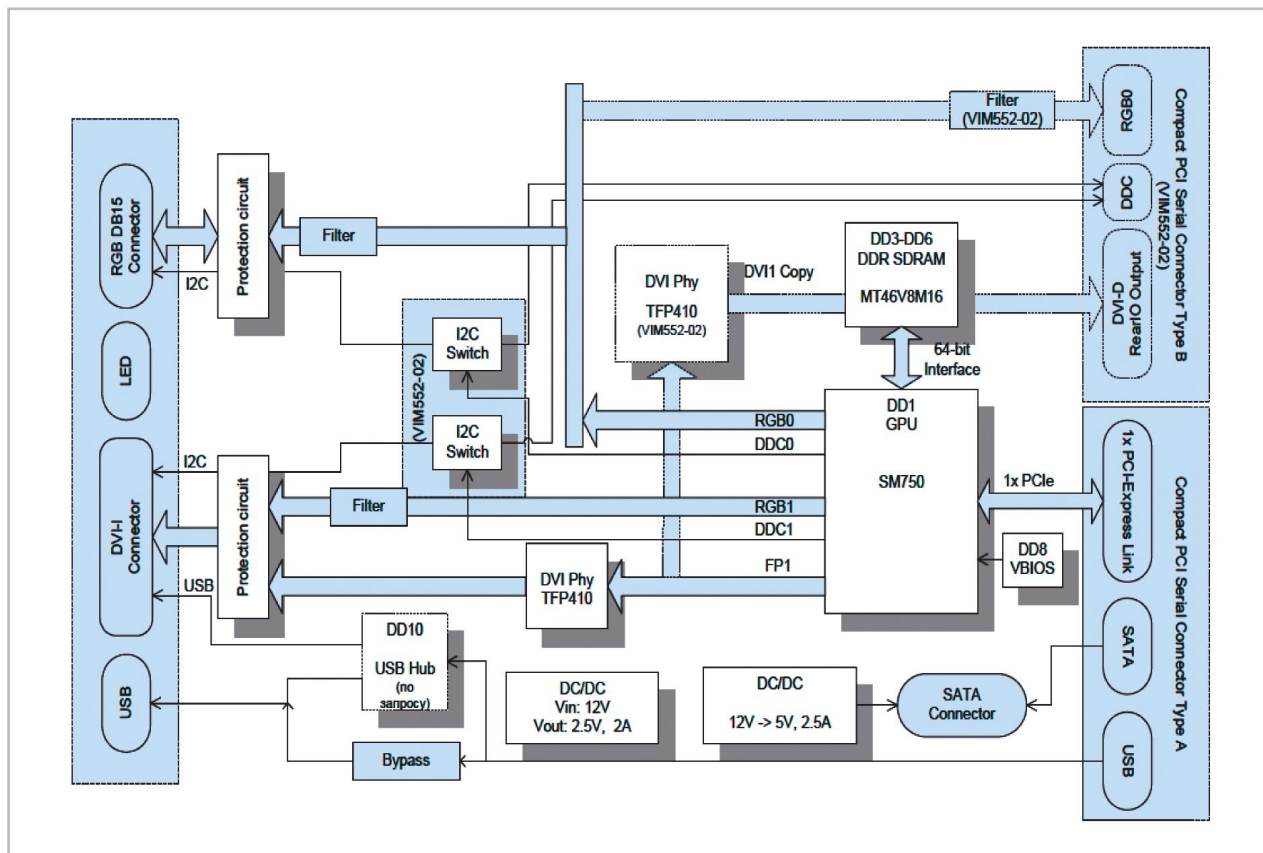 RGB DB15
Connector
I2C
LED
I2C
DVI-I
Connector
USB
USB
Protection circuit
Protection circuit
Filter
Filter
(VIM552-02)
I2C
Switch
I2C
Switch
DVI Phy
TFP410
DD10
USB Hub
(по
запросу)
Bypass
DVI Phy
TFP410
(VIM552-02)
DVI1 Copy
DD3-DD6
DDR SDRAM
MT46V8M16
64-bit
Interface
RGB0
DDC0
RGB1
DDC1
FP1
DD1
GPU
SM750
1x PCIe
DD8
VBIOS
DC/DC
Vin: 12V
Vout: 2.5V, 2A
DC/DC
12V -> 5V, 2.5A
SATA
Connector
Filter
(VIM552-02)
RGB0
DDC
DVI-D
RearIO Output
Compact PCI Serial Connector Type B
(VIM552-02)
1x PCI-Express Link
SATA
USB
Compact PCI Serial Connector Type A